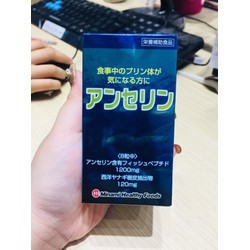 栄養補助食品
食事中のプリン体が
気になる方に
アンセリン
〈8粒中〉
アンセリン含有フィッシュペプチド
1200mg
西洋ヤナギ樹皮抽出物
120mg
Minami Healthy Foods